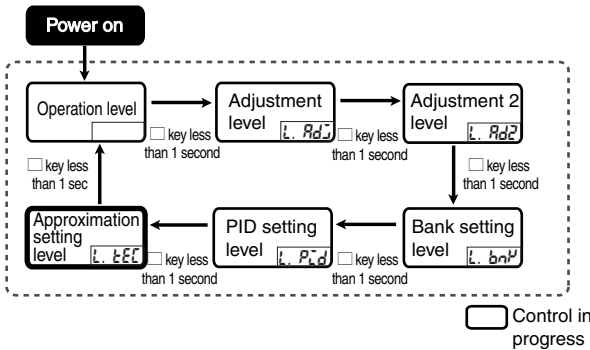 Power on
Operation level
Adjustment
level
L. AdJ
Adjustment 2
level
L. Ad2
key less
than 1 second
key less
than 1 second
key less
than 1 sec
key less
than 1 second
Approximation
setting
level
L. tEC
PID setting
level
L. PId
Bank setting
level
L. bnK
key less
than 1 second
key less
than 1 second
Control in
progress